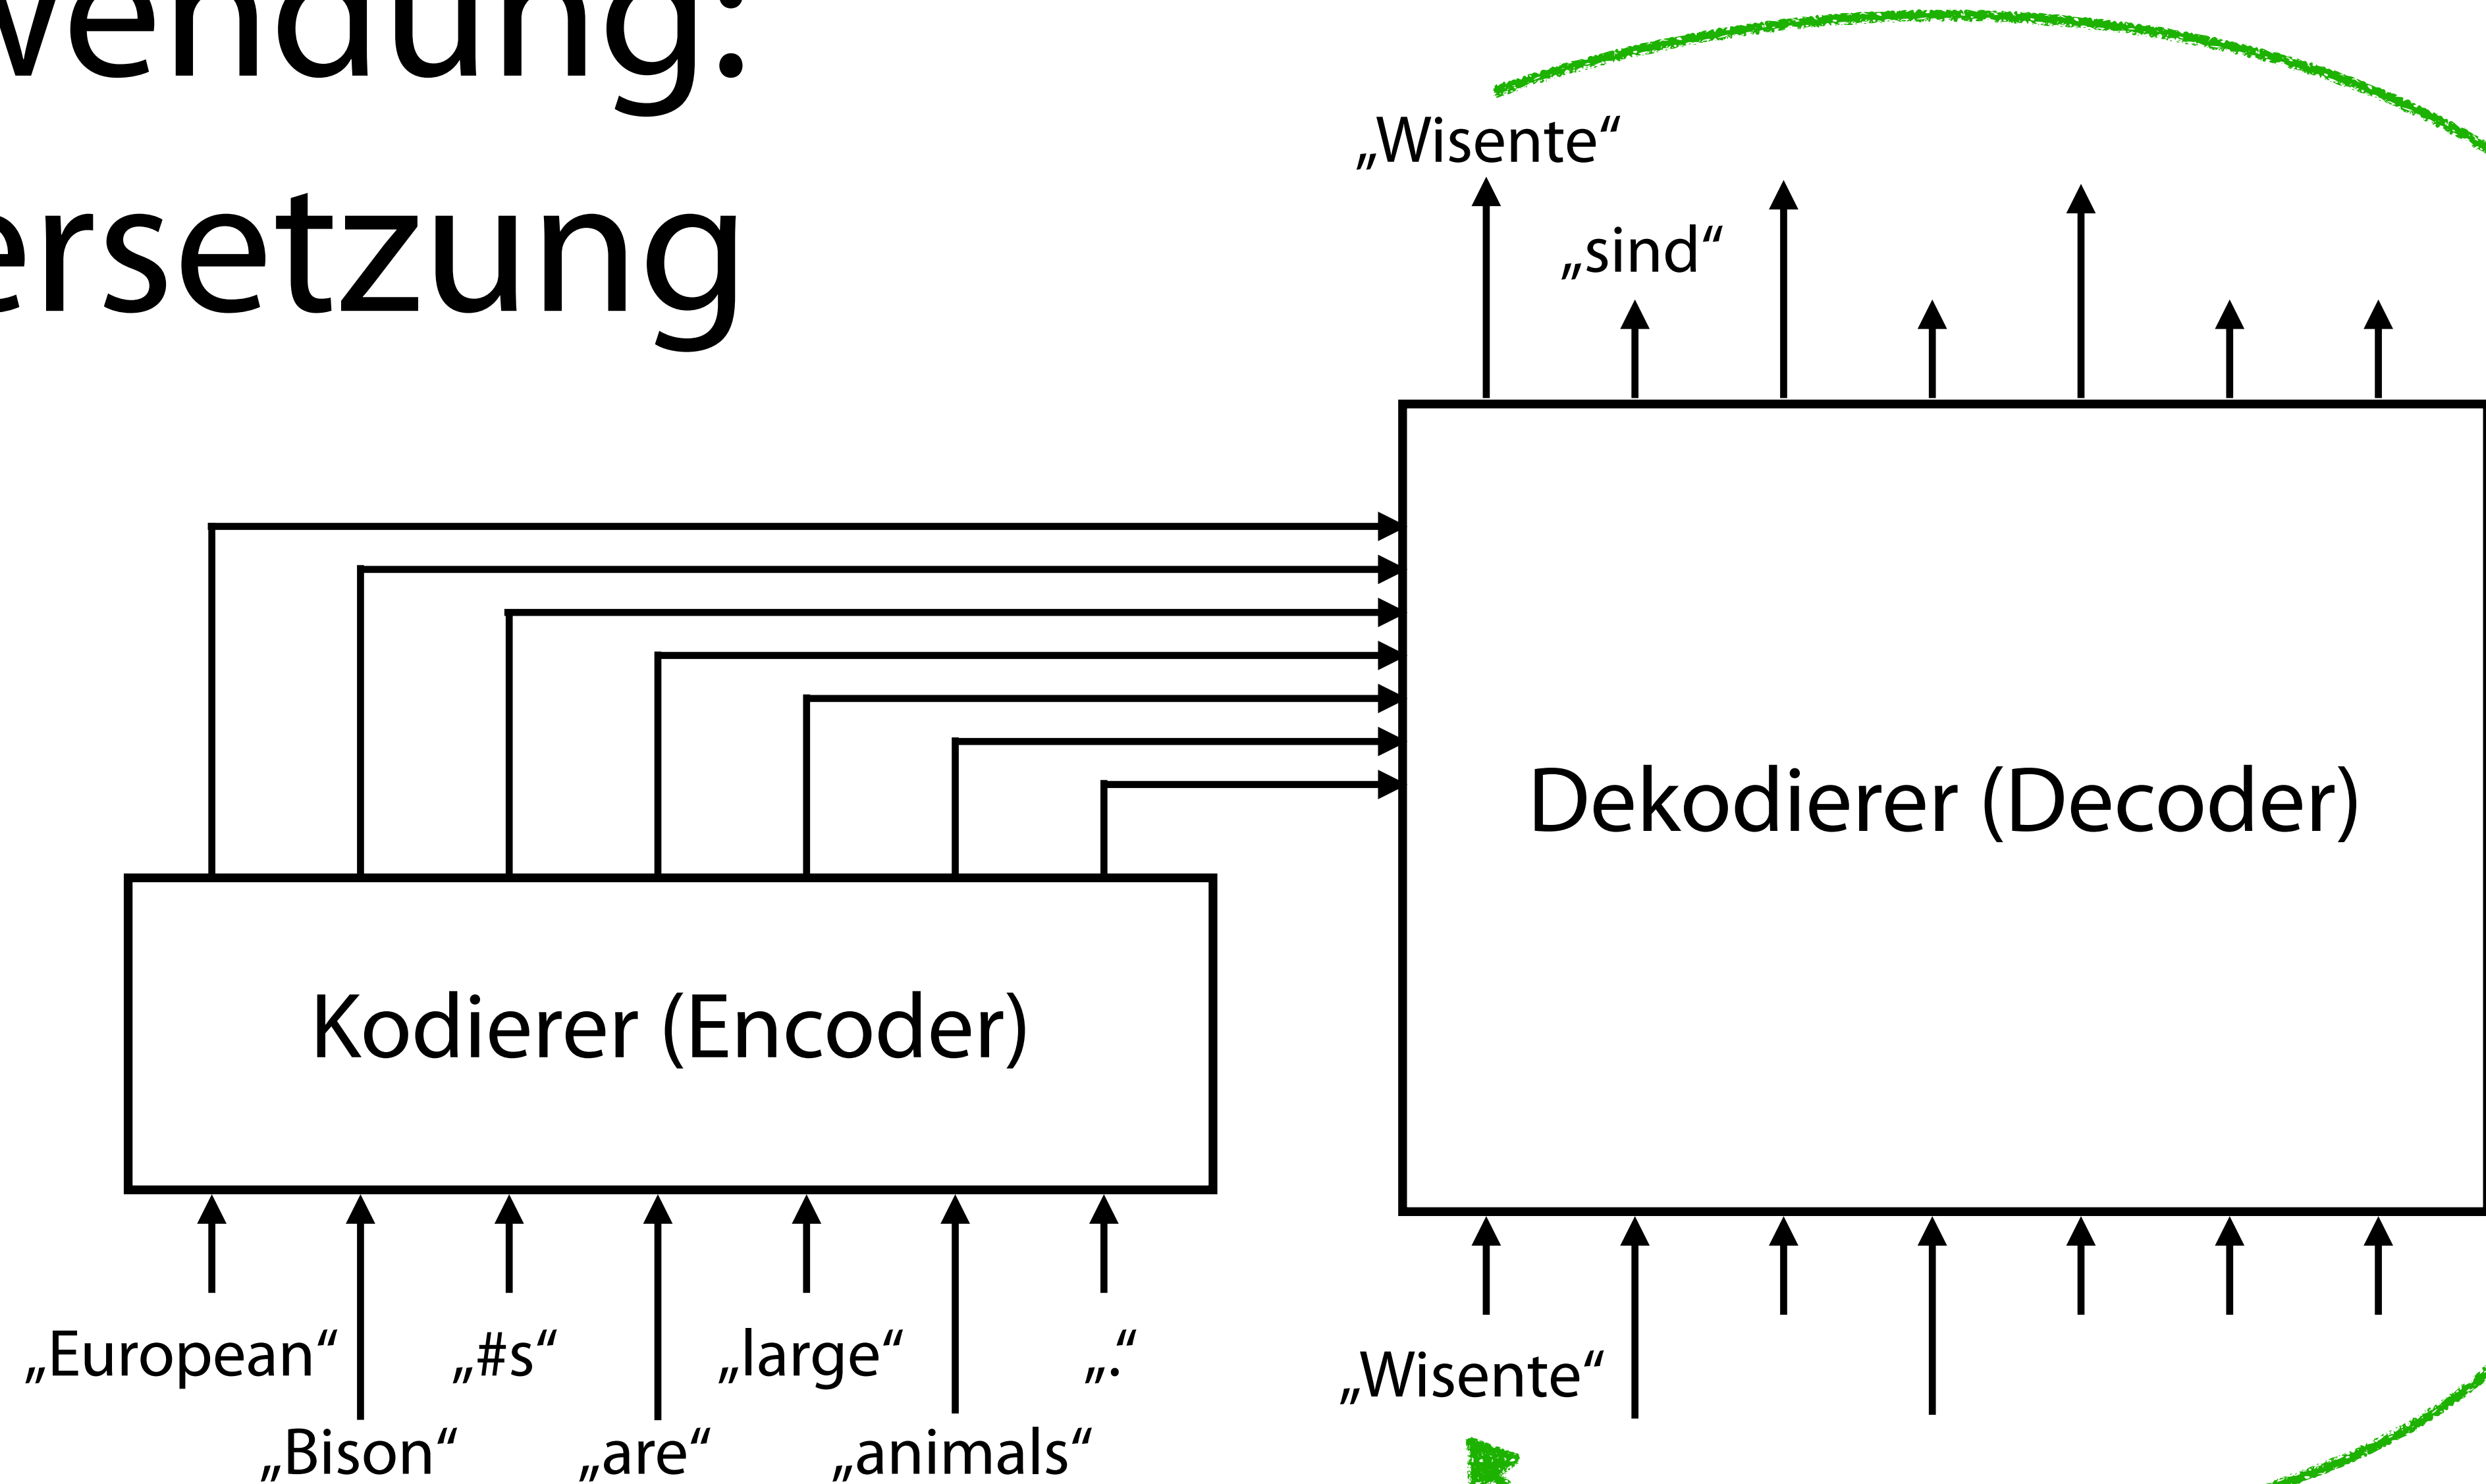 wendung:
ersetzung
„Wisente“
„sind“
Dekodierer (Decoder)
Kodierer (Encoder)
„European“ „#s“ „large“ „.“
„Bison“ „are“ „animals“
„Wisente“